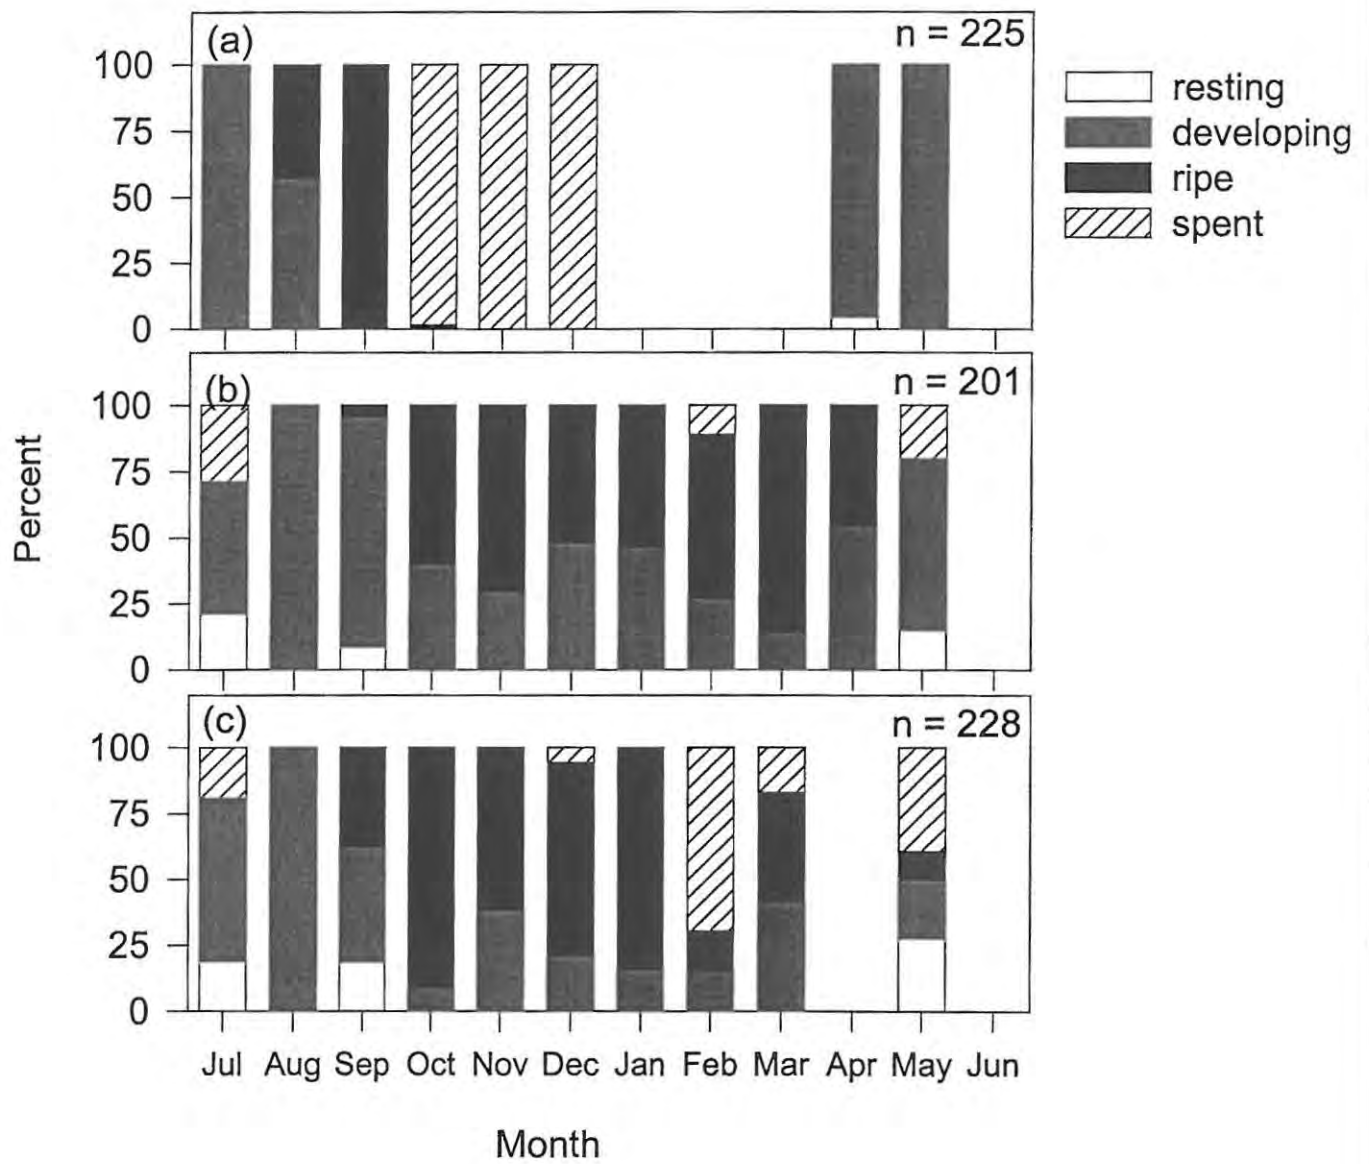 (a) n = 225
100
75
50
25
0
resting
developing
ripe
spent
(b) n = 201
100
75
50
25
0
Percent
(c) n = 228
100
75
50
25
0
Jul Aug Sep Oct Nov Dec Jan Feb Mar Apr May Jun
Month